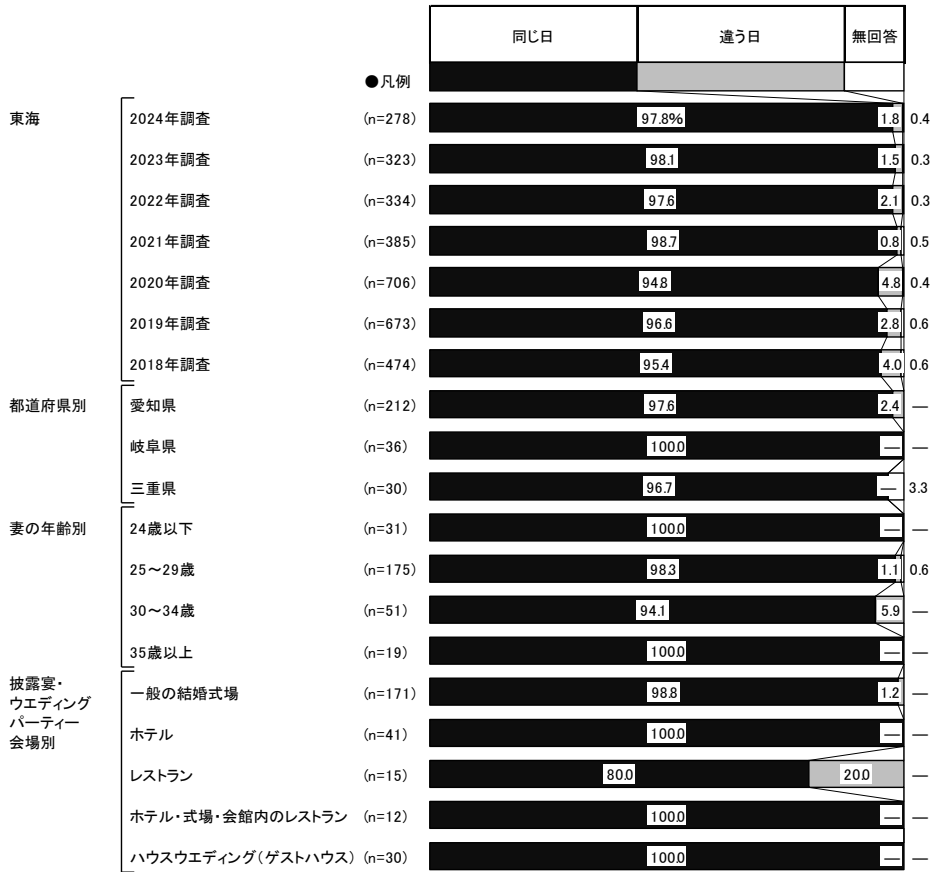 同じ日 違う日 無回答
●凡例
東海 2024年調査 (n=278) 97.8% 1.8 0.4
2023年調査 (n=323) 98.1 1.5 0.3
2022年調査 (n=334) 97.6 2.1 0.3
2021年調査 (n=385) 98.7 0.8 0.5
2020年調査 (n=706) 94.8 4.8 0.4
2019年調査 (n=673) 96.6 2.8 0.6
2018年調査 (n=474) 95.4 4.0 0.6
都道府県別 愛知県 (n=212) 97.6 2.4 —
岐阜県 (n=36) 100.0 — —
三重県 (n=30) 96.7 — 3.3
妻の年齢別 24歳以下 (n=31) 100.0 — —
25～29歳 (n=175) 98.3 1.1 0.6
30～34歳 (n=51) 94.1 5.9 —
35歳以上 (n=19) 100.0 — —
披露宴・
ウエディング
パーティー
会場別
一般の結婚式場 (n=171) 98.8 1.2 —
ホテル (n=41) 100.0 — —
レストラン (n=15) 80.0 20.0 —
ホテル・式場・会館内のレストラン (n=12) 100.0 — —
ハウスウエディング(ゲストハウス) (n=30) 100.0 — —